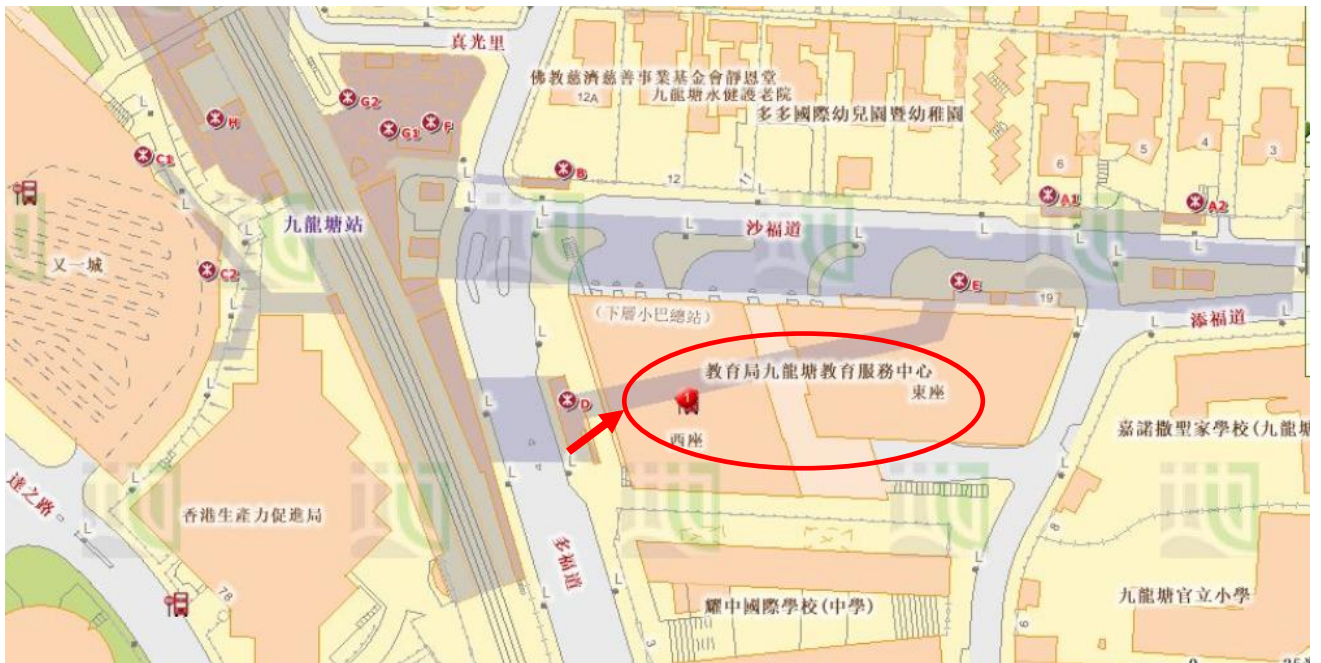 真光里
佛教慈濟慈善事業基金會靜恩堂
12A
九龍塘永健護老院
多多國際幼兒園暨幼稚園
G2
H
G1
F
C1
B
12
11
6
5
4
3
A1
A2
九龍塘站
沙福道
又一城
C2
E
19
(下層小巴總站)
添福道
教育局九龍塘教育服務中心
東座
D
1
西座
嘉諾撒聖家學校(九龍塘
達之路
香港生產力促進局
多福道
78
8
耀中國際學校(中學)
九龍塘官立小學
3
6